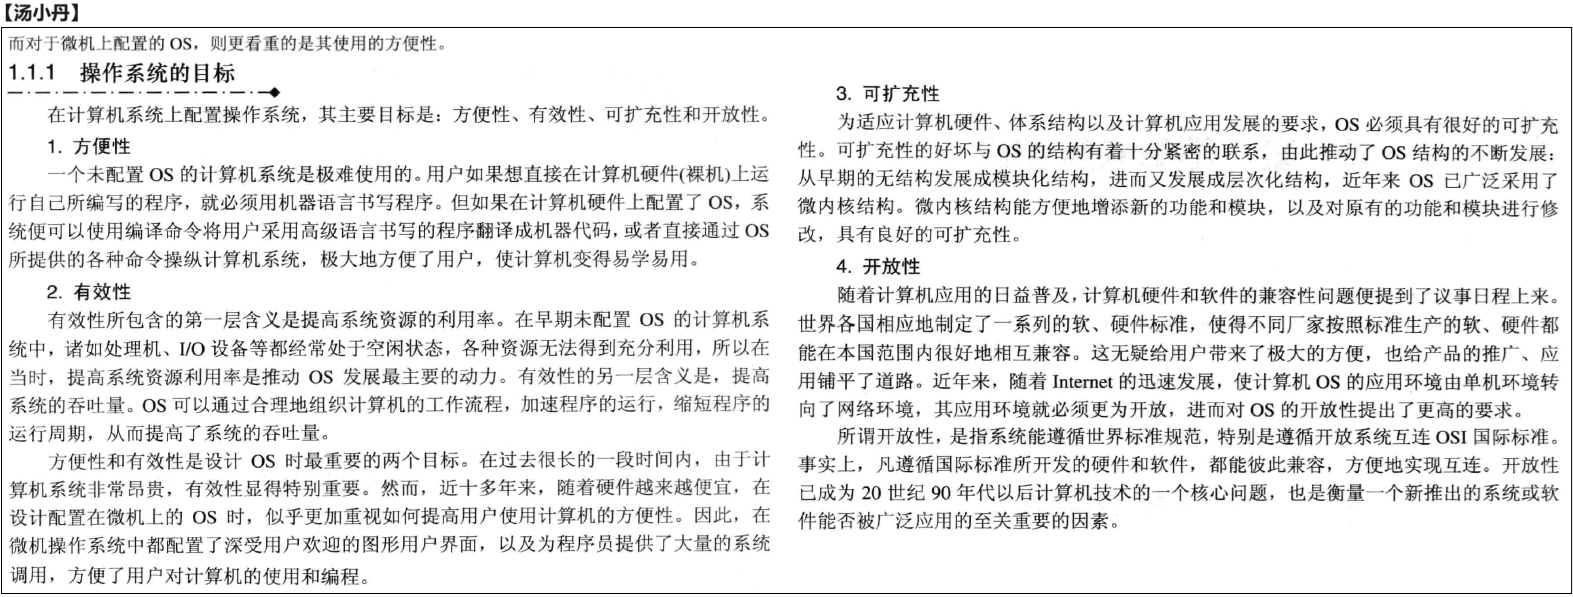 【汤小丹】
而对于微机上配置的 OS，则更看重的是其使用的方便性。
1.1.1 操作系统的目标
在计算机系统上配置操作系统，其主要目标是：方便性、有效性、可扩充性和开放性。
1. 方便性
一个未配置 OS 的计算机系统是极难使用的。用户如果想直接在计算机硬件(裸机)上运
行自己所编写的程序，就必须用机器语言书写程序。但如果在计算机硬件上配置了 OS，系
统便可以使用编译命令将用户采用高级语言书写的程序翻译成机器代码，或者直接通过 OS
所提供的各种命令操纵计算机系统，极大地方便了用户，使计算机变得易学易用。
2. 有效性
有效性所包含的第一层含义是提高系统资源的利用率。在早期未配置 OS 的计算机系
统中，诸如处理机、I/O 设备等都经常处于空闲状态，各种资源无法得到充分利用，所以在
当时，提高系统资源利用率是推动 OS 发展最主要的动力。有效性的另一层含义是，提高
系统的吞吐量。OS 可以通过合理地组织计算机的工作流程，加速程序的运行，缩短程序的
运行周期，从而提高了系统的吞吐量。
方便性和有效性是设计 OS 时最重要的两个目标。在过去很长的一段时间内，由于计
算机系统非常昂贵，有效性显得特别重要。然而，近十多年来，随着硬件越来越便宜，在
设计配置在微机上的 OS 时，似乎更加重视如何提高用户使用计算机的方便性。因此，在
微机操作系统中都配置了深受用户欢迎的图形用户界面，以及为程序员提供了大量的系统
调用，方便了用户对计算机的使用和编程。
3. 可扩充性
为适应计算机硬件、体系结构以及计算机应用发展的要求，OS 必须具有很好的可扩充
性。可扩充性的好坏与 OS 的结构有着十分紧密的联系，由此推动了 OS 结构的不断发展：
从早期的无结构发展成模块化结构，进而又发展成层次化结构，近年来 OS 已广泛采用了
微内核结构。微内核结构能方便地增添新的功能和模块，以及对原有的功能和模块进行修
改，具有良好的可扩充性。
4. 开放性
随着计算机应用的日益普及，计算机硬件和软件的兼容性问题便提到了议事日程上来。
世界各国相应地制定了一系列的软、硬件标准，使得不同厂家按照标准生产的软、硬件都
能在本国范围内很好地相互兼容。这无疑给用户带来了极大的方便，也给产品的推广、应
用铺平了道路。近年来，随着 Internet 的迅速发展，使计算机 OS 的应用环境由单机环境转
向了网络环境，其应用环境就必须更为开放，进而对 OS 的开放性提出了更高的要求。
所谓开放性，是指系统能遵循世界标准规范，特别是遵循开放系统互连 OSI 国际标准。
事实上，凡遵循国际标准所开发的硬件和软件，都能彼此兼容，方便地实现互连。开放性
已成为 20 世纪 90 年代以后计算机技术的一个核心问题，也是衡量一个新推出的系统或软
件能否被广泛应用的至关重要的因素。